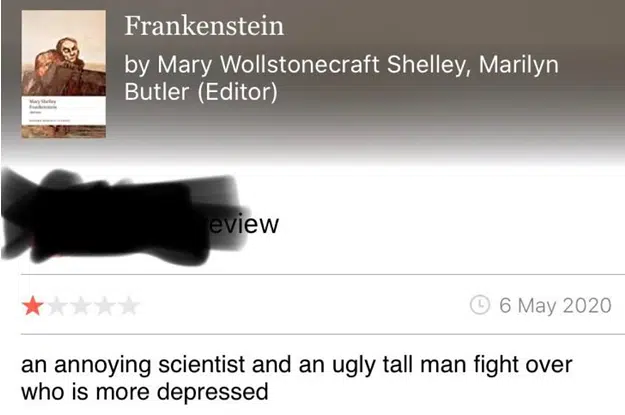 Frankenstein
by Mary Wollstonecraft Shelley, Marilyn
Butler (Editor)
Mary Shelley
Frankenstein
eview
6 May 2020
an annoying scientist and an ugly tall man fight over
who is more depressed